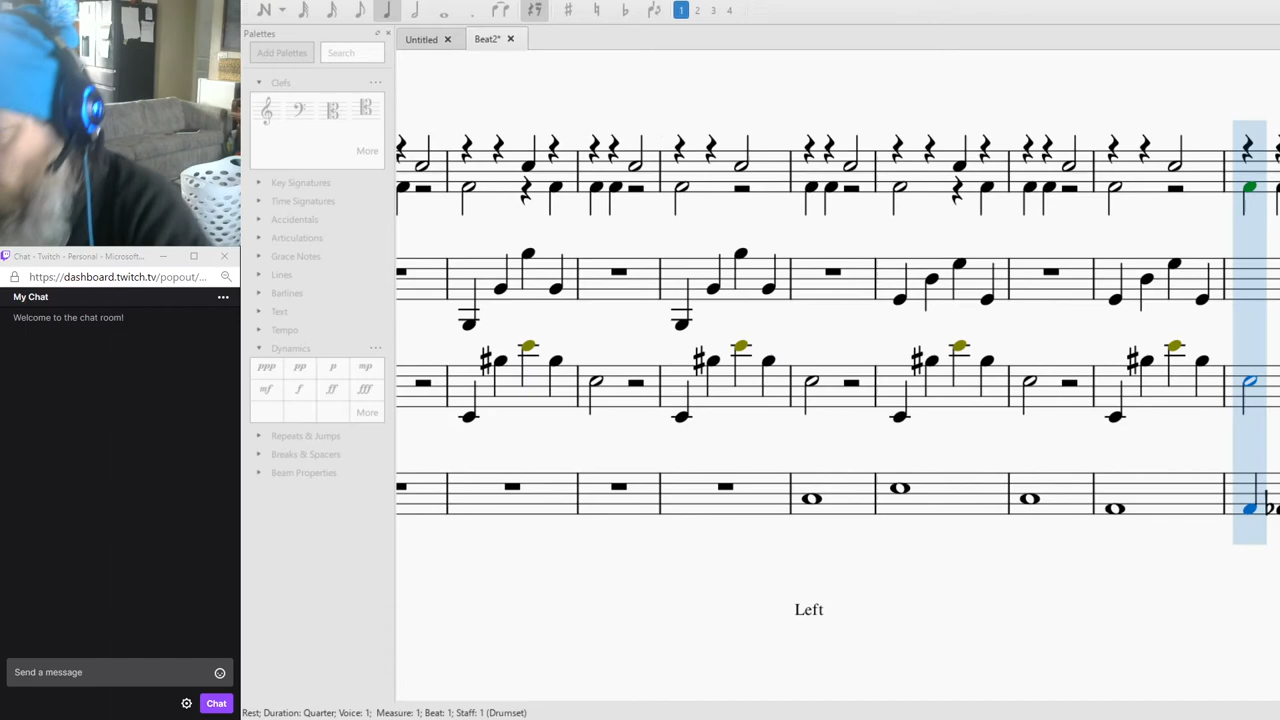 Palettes
Add Palettes
Search
Clefs
More
Key Signatures
Time Signatures
Accidentals
Articulations
Grace Notes
Lines
Barlines
Text
Tempo
Dynamics
ppp pp p mp
mf f ff fff
More
Repeats & Jumps
Breaks & Spacers
Beam Properties
1 2 3 4
Untitled
Beat2*
Left
Chat - Twitch - Personal - Microsoft...
https://dashboard.twitch.tv/popout/...
My Chat
Welcome to the chat room!
Send a message
Chat
Rest; Duration: Quarter; Voice: 1; Measure: 1; Beat: 1; Staff: 1 (Drumset)